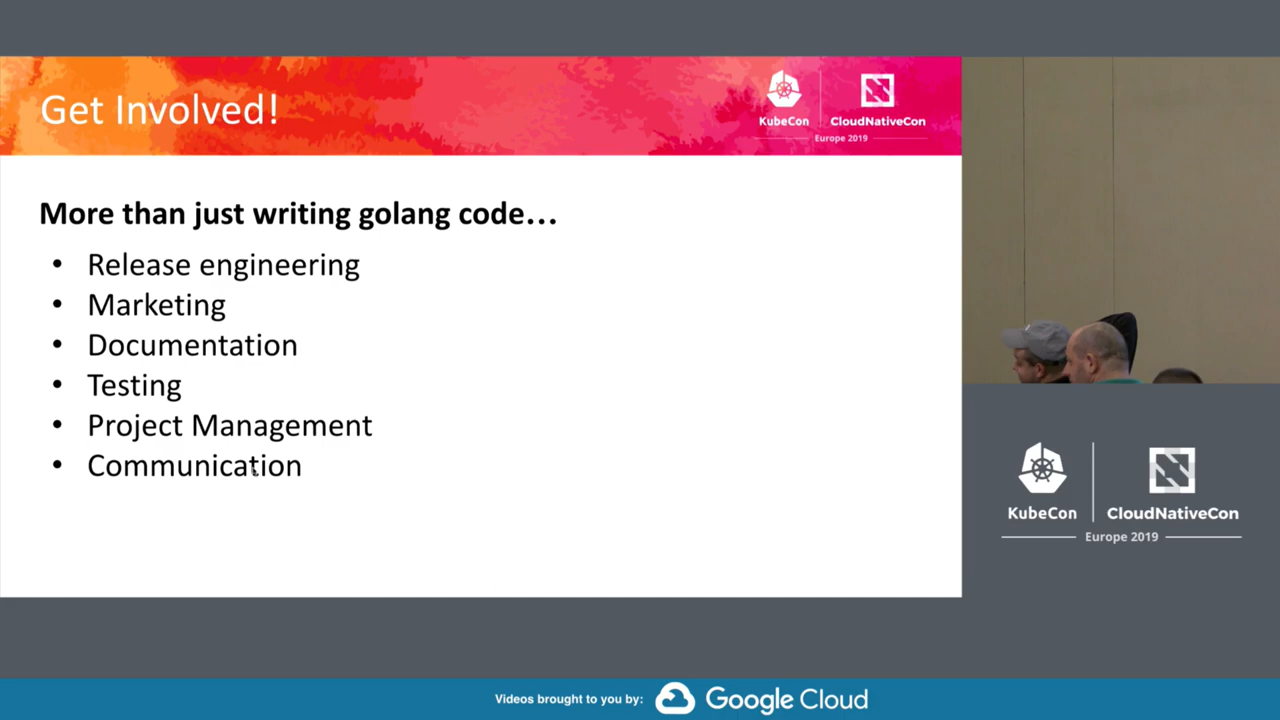 Get Involved!
KubeCon
CloudNativeCon
Europe 2019
More than just writing golang code...
• Release engineering
• Marketing
• Documentation
• Testing
• Project Management
• Communication
KubeCon
CloudNativeCon
Europe 2019
Videos brought to you by:
Google Cloud